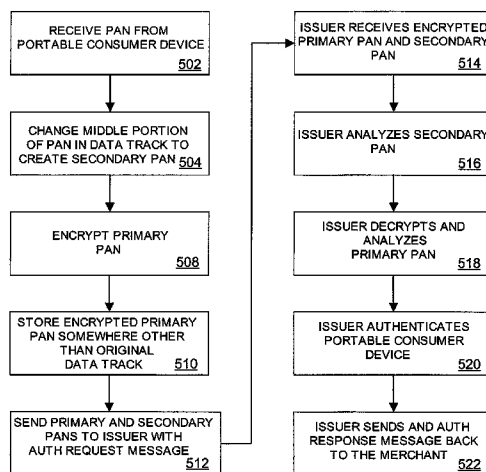 RECEIVE PAN FROM
PORTABLE CONSUMER DEVICE
502
CHANGE MIDDLE PORTION
OF PAN IN DATA TRACK TO
CREATE SECONDARY PAN
504
ENCRYPT PRIMARY
PAN
508
STORE ENCRYPTED PRIMARY
PAN SOMEWHERE OTHER
THAN ORIGINAL
DATA TRACK
510
SEND PRIMARY AND SECONDARY
PANS TO ISSUER WITH
AUTH REQUEST MESSAGE
512
ISSUER RECEIVES ENCRYPTED
PRIMARY PAN AND SECONDARY
PAN
514
ISSUER ANALYZES SECONDARY
PAN
516
ISSUER DECRYPTS AND
ANALYZES
PRIMARY PAN
518
ISSUER AUTHENTICATES
PORTABLE CONSUMER
DEVICE
520
ISSUER SENDS AND AUTH
RESPONSE MESSAGE BACK
TO THE MERCHANT
522